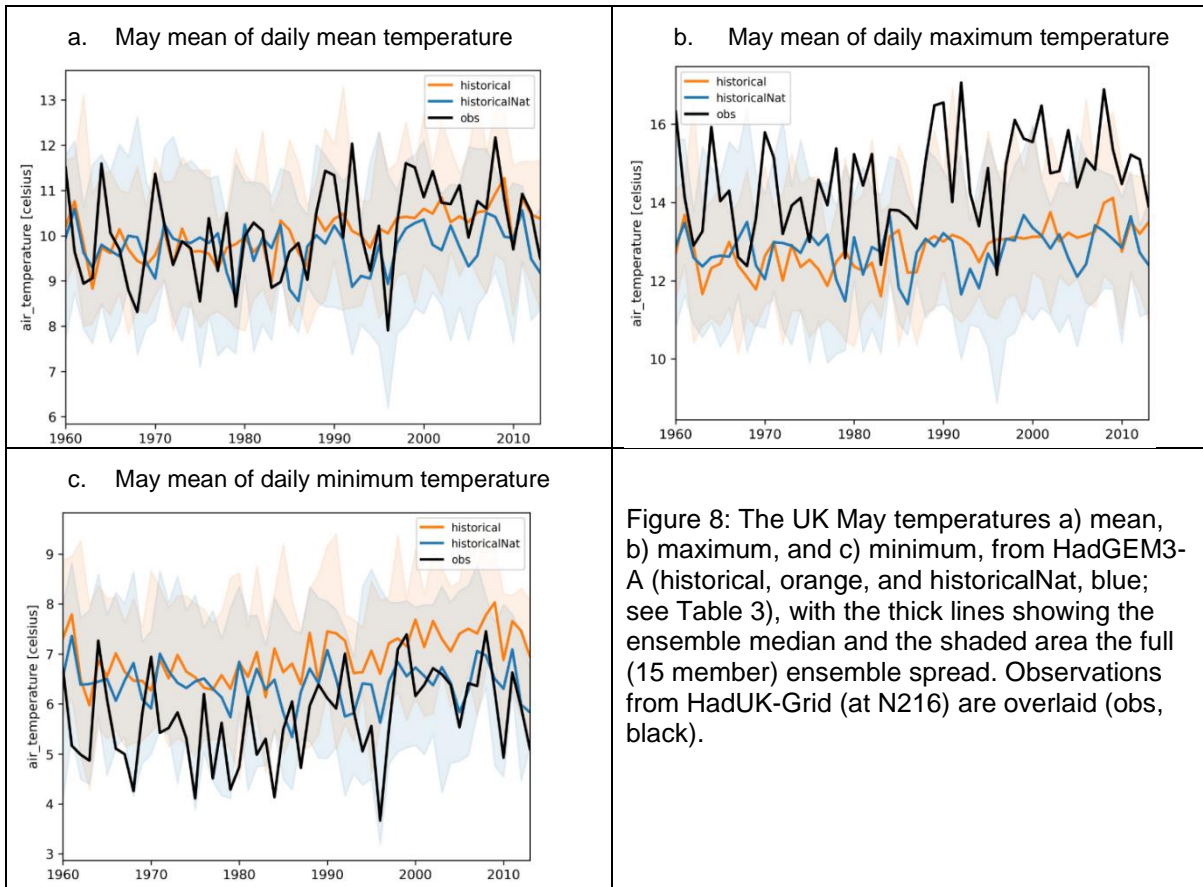 a. May mean of daily mean temperature
historical
historicalNat
obs
air_temperature [celsius]
13
12
11
10
9
8
7
6
1960 1970 1980 1990 2000 2010
b. May mean of daily maximum temperature
historical
historicalNat
obs
air_temperature [celsius]
16
14
12
10
1960 1970 1980 1990 2000 2010
c. May mean of daily minimum temperature
historical
historicalNat
obs
air_temperature [celsius]
9
8
7
6
5
4
3
1960 1970 1980 1990 2000 2010
Figure 8: The UK May temperatures a) mean,
b) maximum, and c) minimum, from HadGEM3-
A (historical, orange, and historicalNat, blue;
see Table 3), with the thick lines showing the
ensemble median and the shaded area the full
(15 member) ensemble spread. Observations
from HadUK-Grid (at N216) are overlaid (obs,
black).